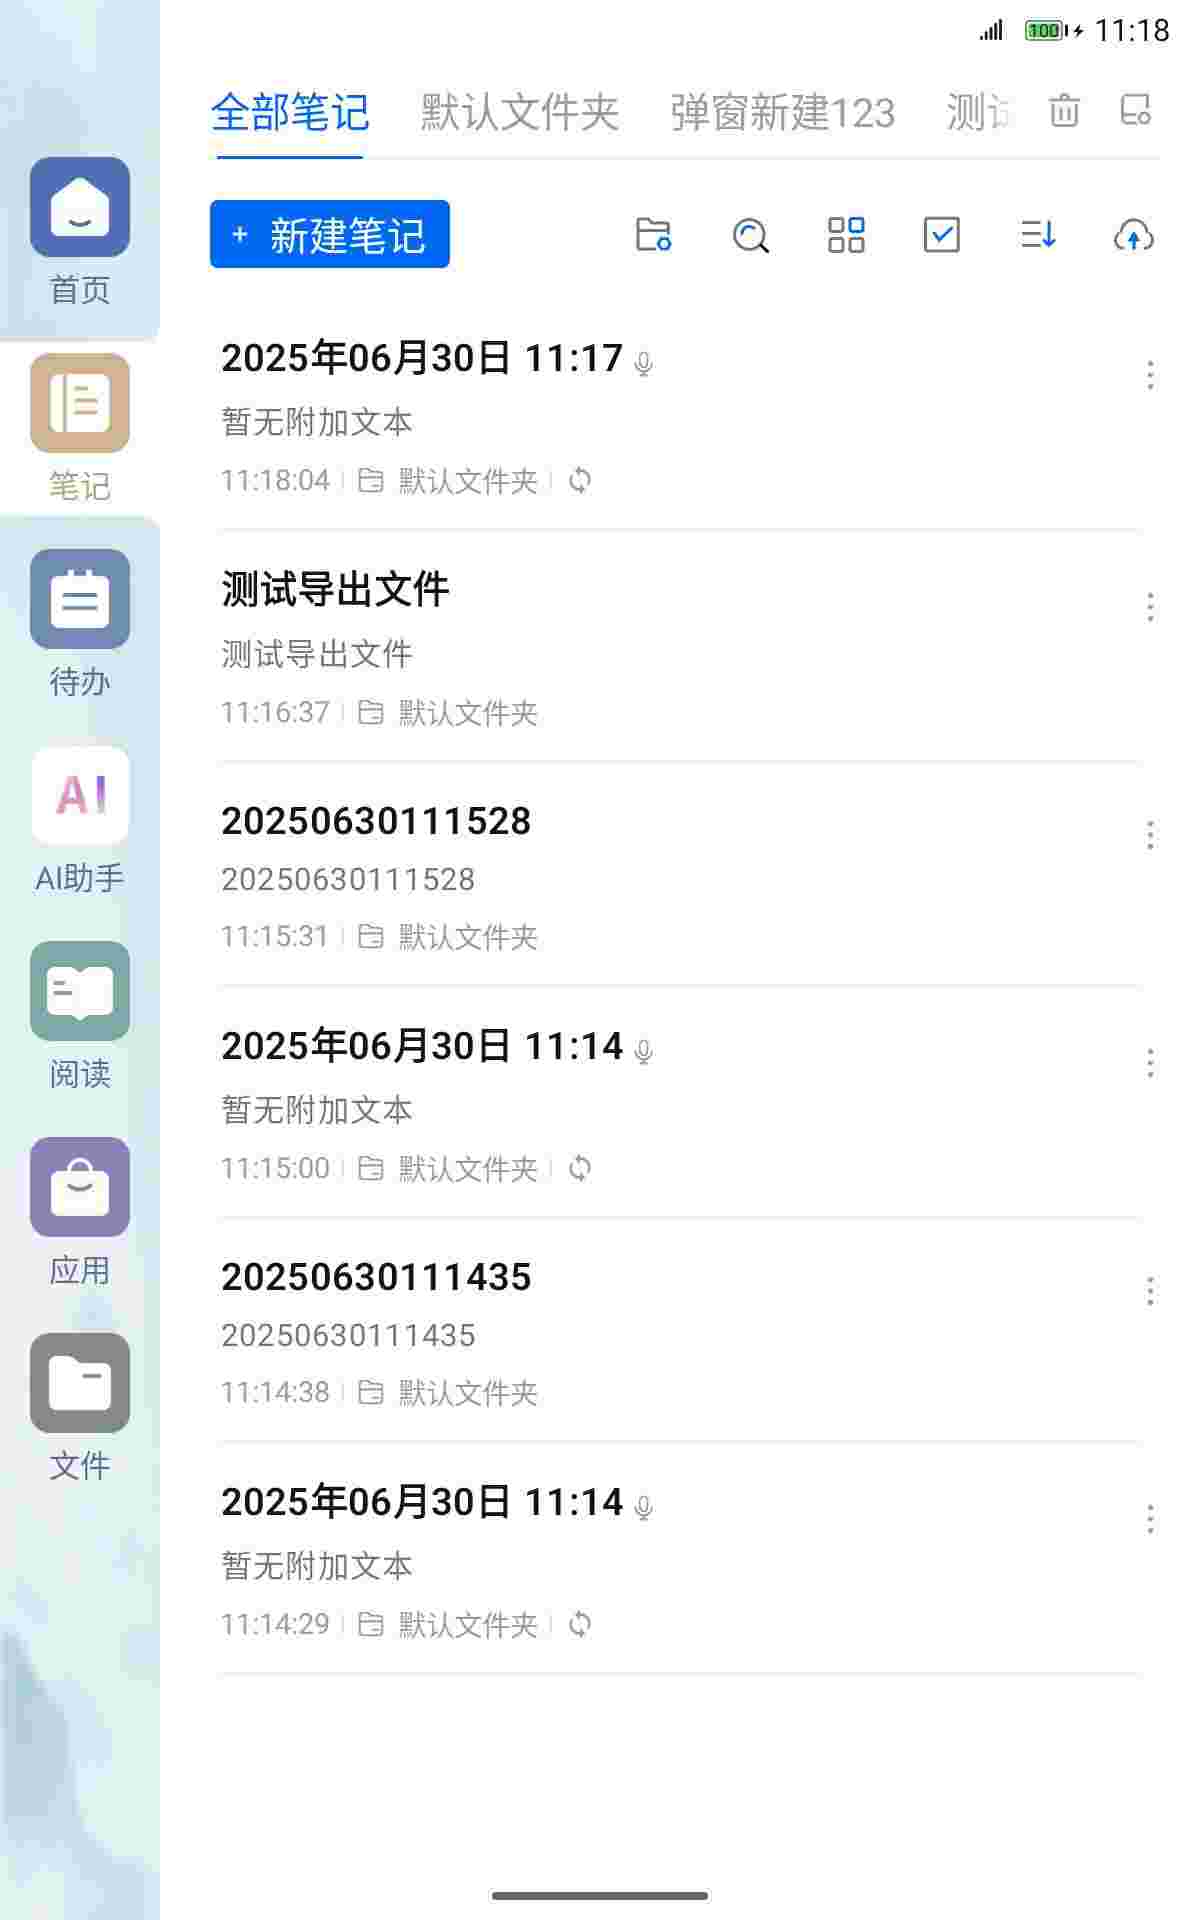 100 11:18
全部笔记 默认文件夹 弹窗新建123 测
+ 新建笔记
首页
笔记
待办
AI
AI助手
阅读
应用
文件
2025年06月30日 11:17
暂无附加文本
11:18:04 默认文件夹
测试导出文件
测试导出文件
11:16:37 默认文件夹
20250630111528
20250630111528
11:15:31 默认文件夹
2025年06月30日 11:14
暂无附加文本
11:15:00 默认文件夹
20250630111435
20250630111435
11:14:38 默认文件夹
2025年06月30日 11:14
暂无附加文本
11:14:29 默认文件夹